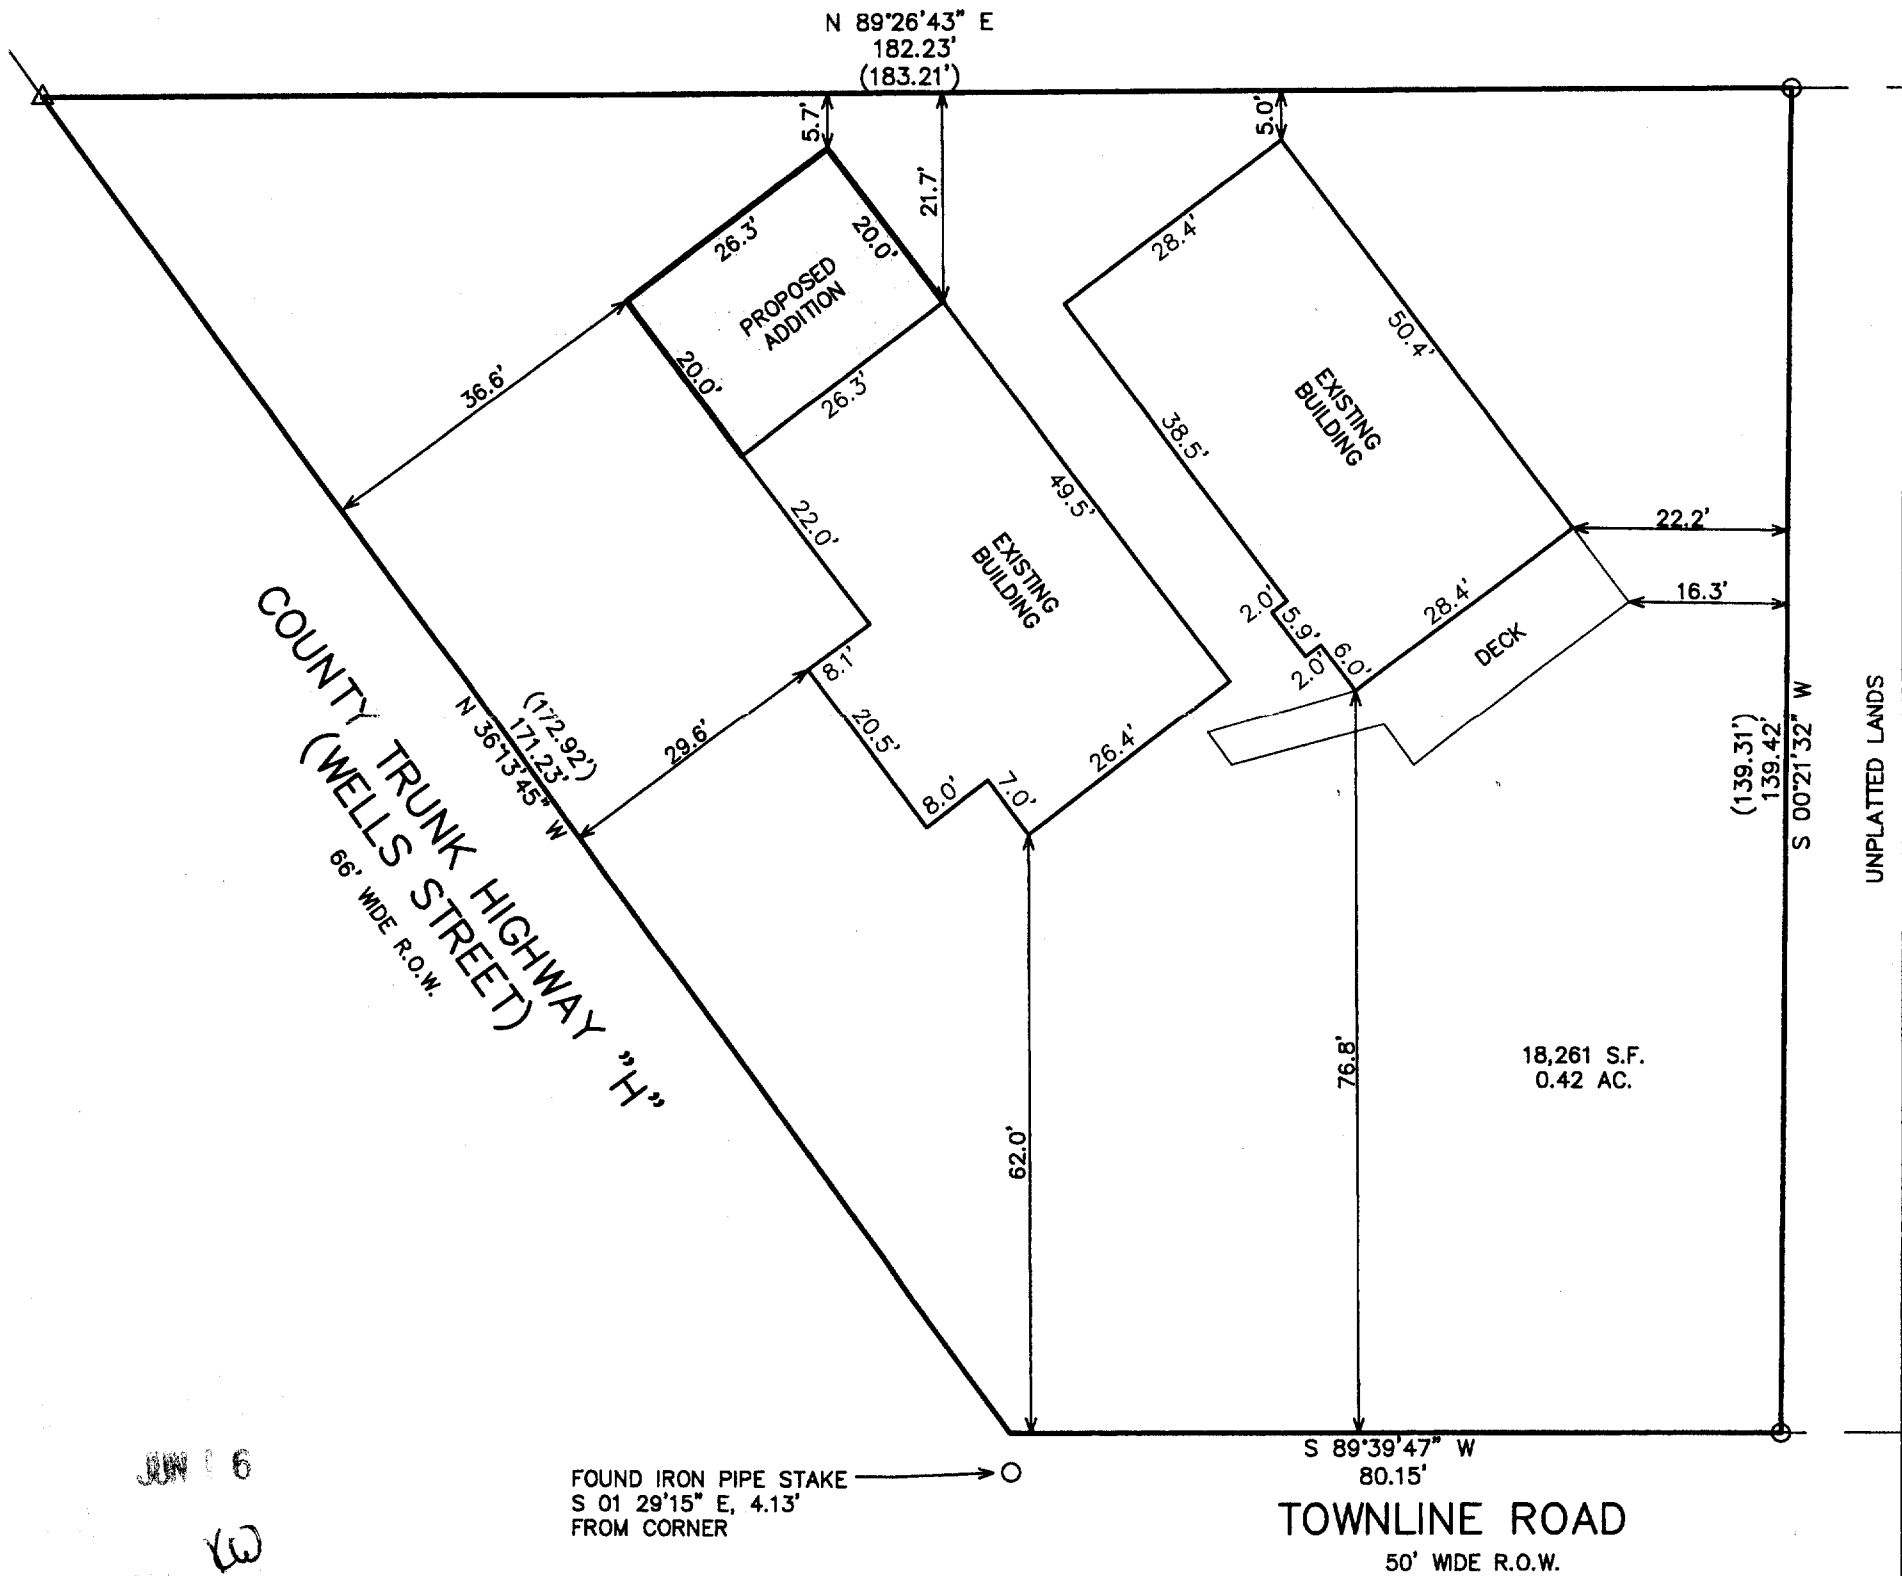 N 89°26'43" E
182.23'
(183.21')
5.7'
21.7'
5.0'
26.3'
20.0'
PROPOSED
ADDITION
20.0'
26.3'
36.6'
28.4'
50.4'
EXISTING
BUILDING
38.5'
22.0'
49.5'
EXISTING
BUILDING
22.2'
16.3'
2.0'
5.9'
2.0'
6.0'
28.4'
DECK
8.1'
20.5'
29.6'
8.0'
7.0'
26.4'
COUNTY TRUNK HIGHWAY "H"
(WELLS STREET)
66' WIDE R.O.W.
(172.92')
171.23'
N 36°13'45" W
(139.31')
139.42'
S 00°21'32" W
UNPLATTED LANDS
62.0'
76.8'
18,261 S.F.
0.42 AC.
S 89°39'47" W
80.15'
TOWNLINE ROAD
50' WIDE R.O.W.
FOUND IRON PIPE STAKE
S 01 29'15" E, 4.13'
FROM CORNER
JUN 6